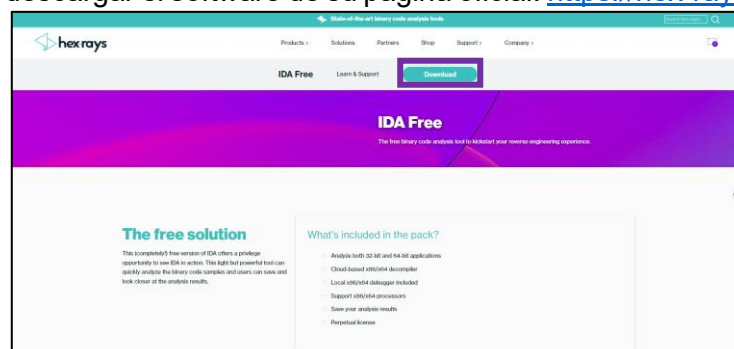 descargar el software de su página oficial: https://hex-ray
State-of-the-art binary code analysis tools
hex rays
Products
Solutions
Partners
Shop
Support
Company
IDA Free
Learn & Support
Download
IDA Free
The free binary code analysis tool to kickstart your reverse engineering experience.
The free solution
This (completely!) free version of IDA offers a privilege
opportunity to see IDA in action. This light but powerful tool can
quickly analyze the binary code samples and users can save and
look closer at the analysis results.
What's included in the pack?
Analyze both 32-bit and 64-bit applications
Cloud-based x86/x64 decompiler
Local x86/x64 debugger included
Support x86/x64 processors
Save your analysis results
Perpetual license